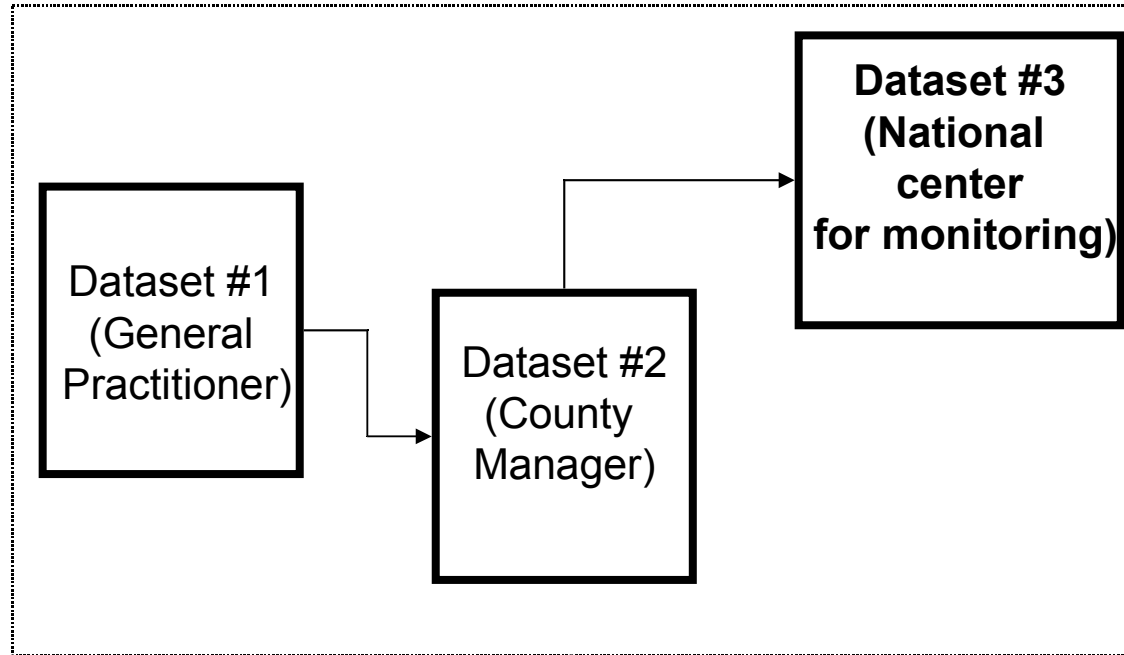 Dataset #1
(General
Practitioner)
Dataset #2
(County
Manager)
Dataset #3
(National
center
for monitoring)